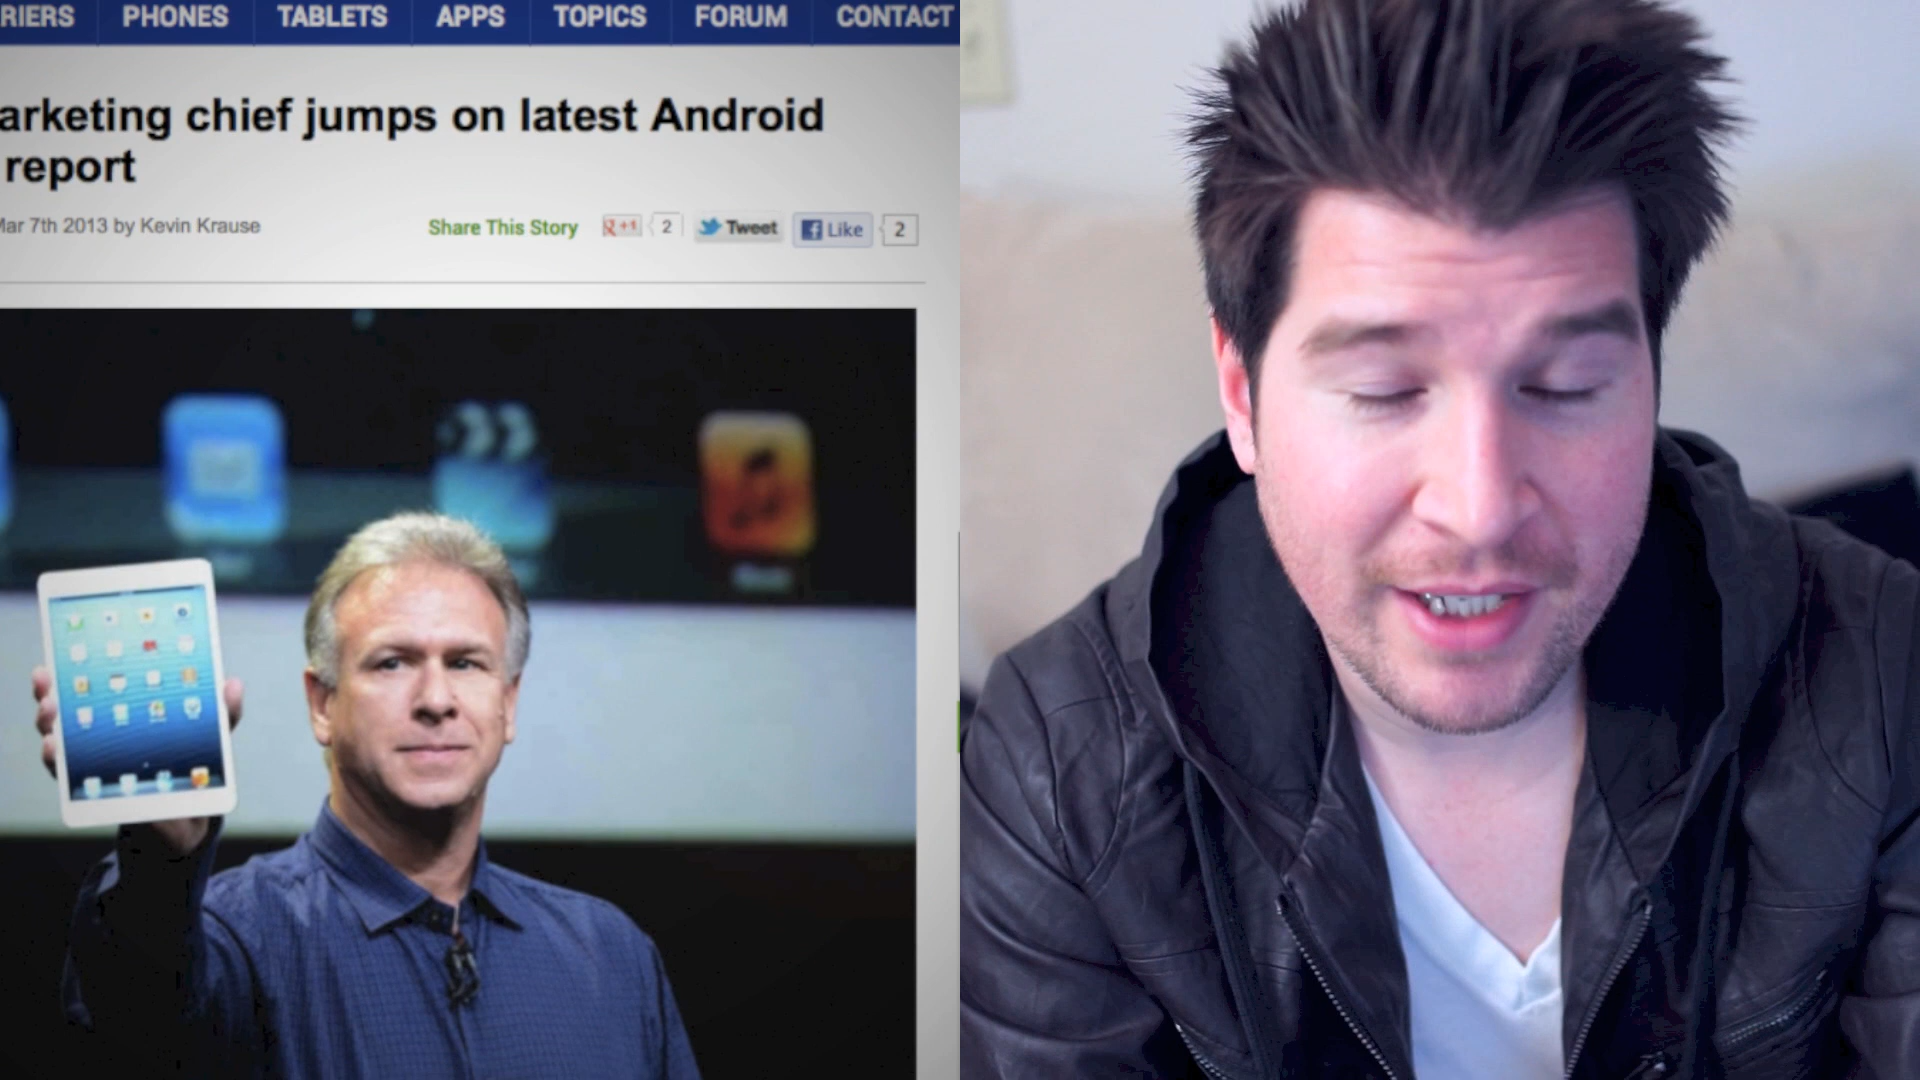 RIERS PHONES TABLETS APPS TOPICS FORUM CONTACT
arketing chief jumps on latest Android
report
Mar 7th 2013 by Kevin Krause
Share This Story
+1 2
Tweet
Like 2